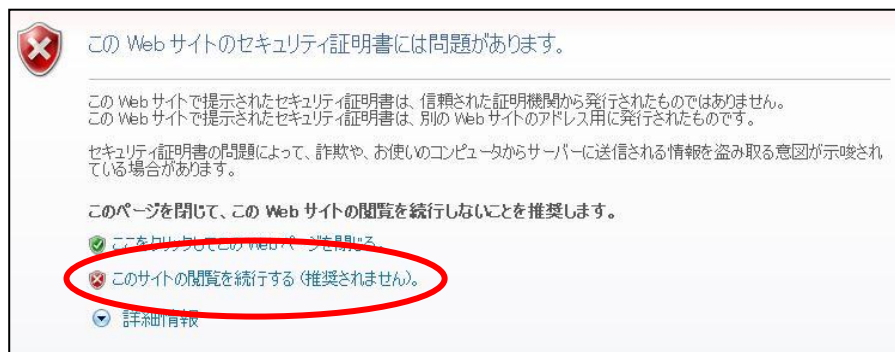 この Web サイトのセキュリティ証明書には問題があります。
この Web サイトで提示されたセキュリティ証明書は、信頼された証明機関から発行されたものではありません。
この Web サイトで提示されたセキュリティ証明書は、別の Web サイトのアドレス用に発行されたものです。
セキュリティ証明書の問題によって、詐欺や、お使いのコンピュータからサーバーに送信される情報を盗み取る意図が示唆され
ている場合があります。
このページを閉じて、この Web サイトの閲覧を続行しないことを推奨します。
ここをクリックしてこの Web ページを閉じる。
このサイトの閲覧を続行する (推奨されません)。
詳細情報